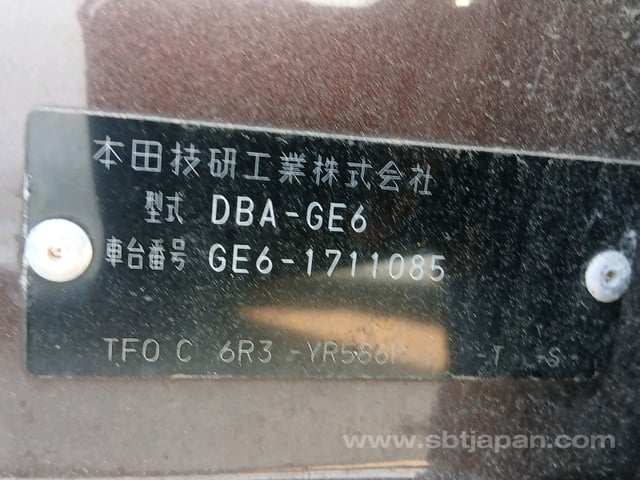 本田技研工業株式会社
型式 DBA-GE6
車台番号 GE6-1711085
TFO C 6R3 -YR586P -T -S-
www.sbtjapan.com